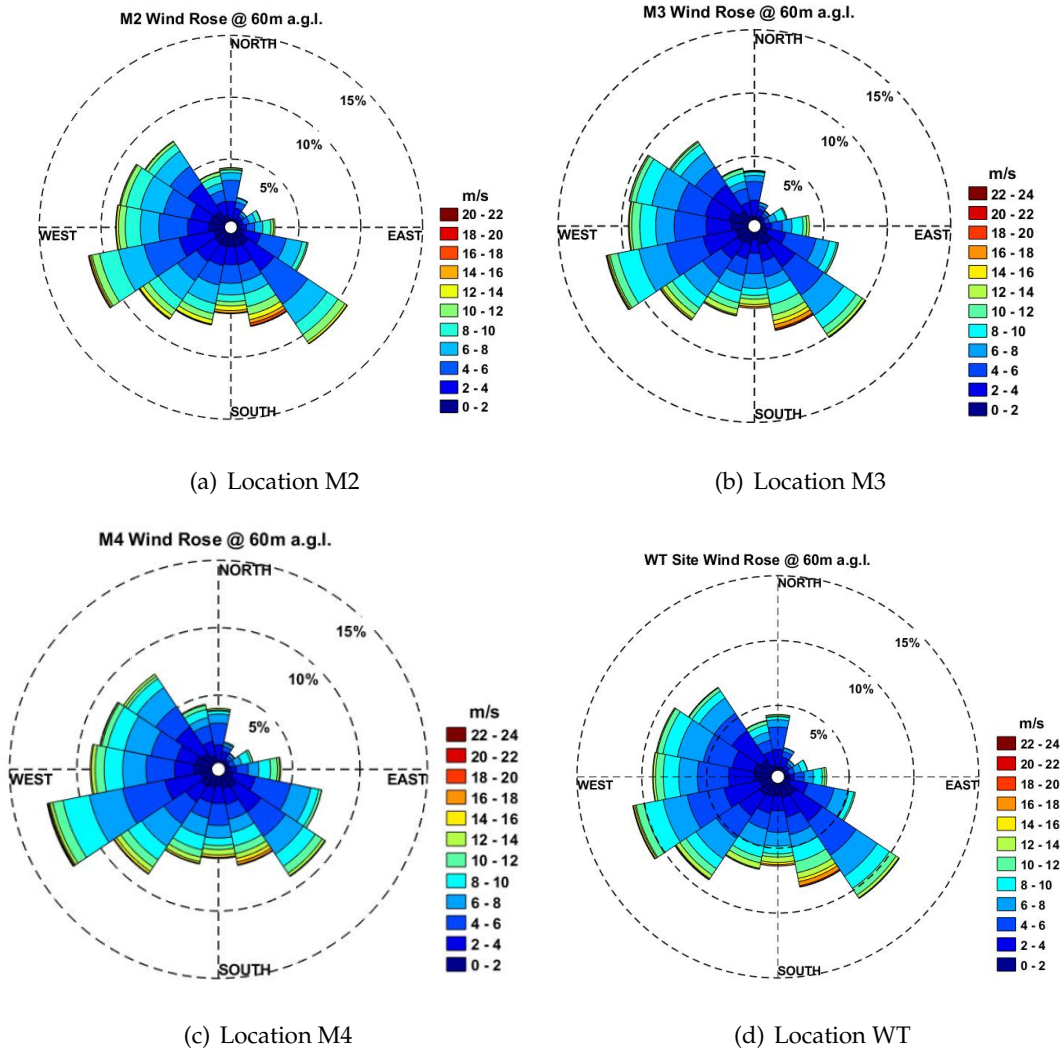 M2 Wind Rose @ 60m a.g.l.
NORTH
15%
10%
5%
WEST
EAST
SOUTH
m/s
20 - 22
18 - 20
16 - 18
14 - 16
12 - 14
10 - 12
8 - 10
6 - 8
4 - 6
2 - 4
0 - 2
(a) Location M2
M3 Wind Rose @ 60m a.g.l.
NORTH
15%
10%
5%
WEST
EAST
SOUTH
m/s
22 - 24
20 - 22
18 - 20
16 - 18
14 - 16
12 - 14
10 - 12
8 - 10
6 - 8
4 - 6
2 - 4
0 - 2
(b) Location M3
M4 Wind Rose @ 60m a.g.l.
NORTH
15%
10%
5%
WEST
EAST
SOUTH
m/s
22 - 24
20 - 22
18 - 20
16 - 18
14 - 16
12 - 14
10 - 12
8 - 10
6 - 8
4 - 6
2 - 4
0 - 2
(c) Location M4
WT Site Wind Rose @ 60m a.g.l.
NORTH
15%
10%
5%
WEST
EAST
SOUTH
m/s
22 - 24
20 - 22
18 - 20
16 - 18
14 - 16
12 - 14
10 - 12
8 - 10
6 - 8
4 - 6
2 - 4
0 - 2
(d) Location WT